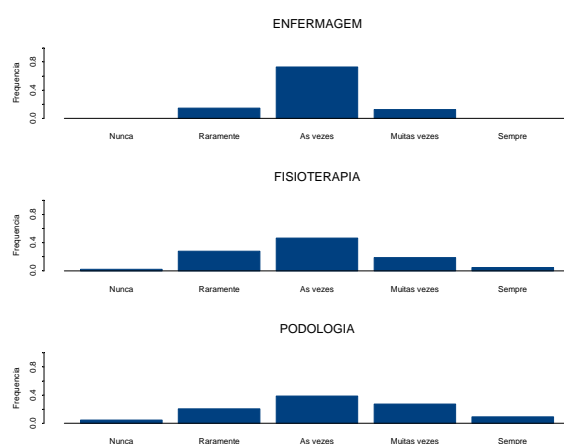 ENFERMAGEM
Frequencia
0.8
0.4
0.0
Nunca Raramente As vezes Muitas vezes Sempre
FISIOTERAPIA
Frequencia
0.8
0.4
0.0
Nunca Raramente As vezes Muitas vezes Sempre
PODOLOGIA
Frequencia
0.8
0.4
0.0
Nunca Raramente As vezes Muitas vezes Sempre